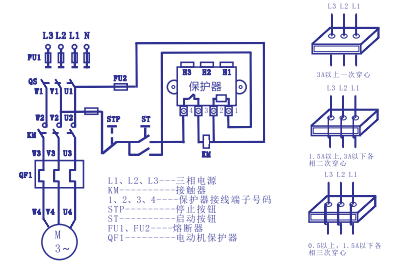 L3 L2 L1 N
FU1
QS
W1 V1 U1
FU2
W2 V2 U2
KM
W3 V3 U3
QF1
W4 V4 U4
M
3~
STP ST
H3 H2 H1
保护器
4 3 2 1
KM
L1、L2、L3---三相电源
KM--------接触器
1、2、3、4---保护器接线端子号码
STP-------停止按钮
ST--------启动按钮
FU1、FU2---熔断器
QF1-------电动机保护器
L3 L2 L1
3A以上一次穿心
L3 L2 L1
1.5A以上,3A以下各
相二次穿心
L3 L2 L1
0.5以上,1.5A以下各
相三次穿心